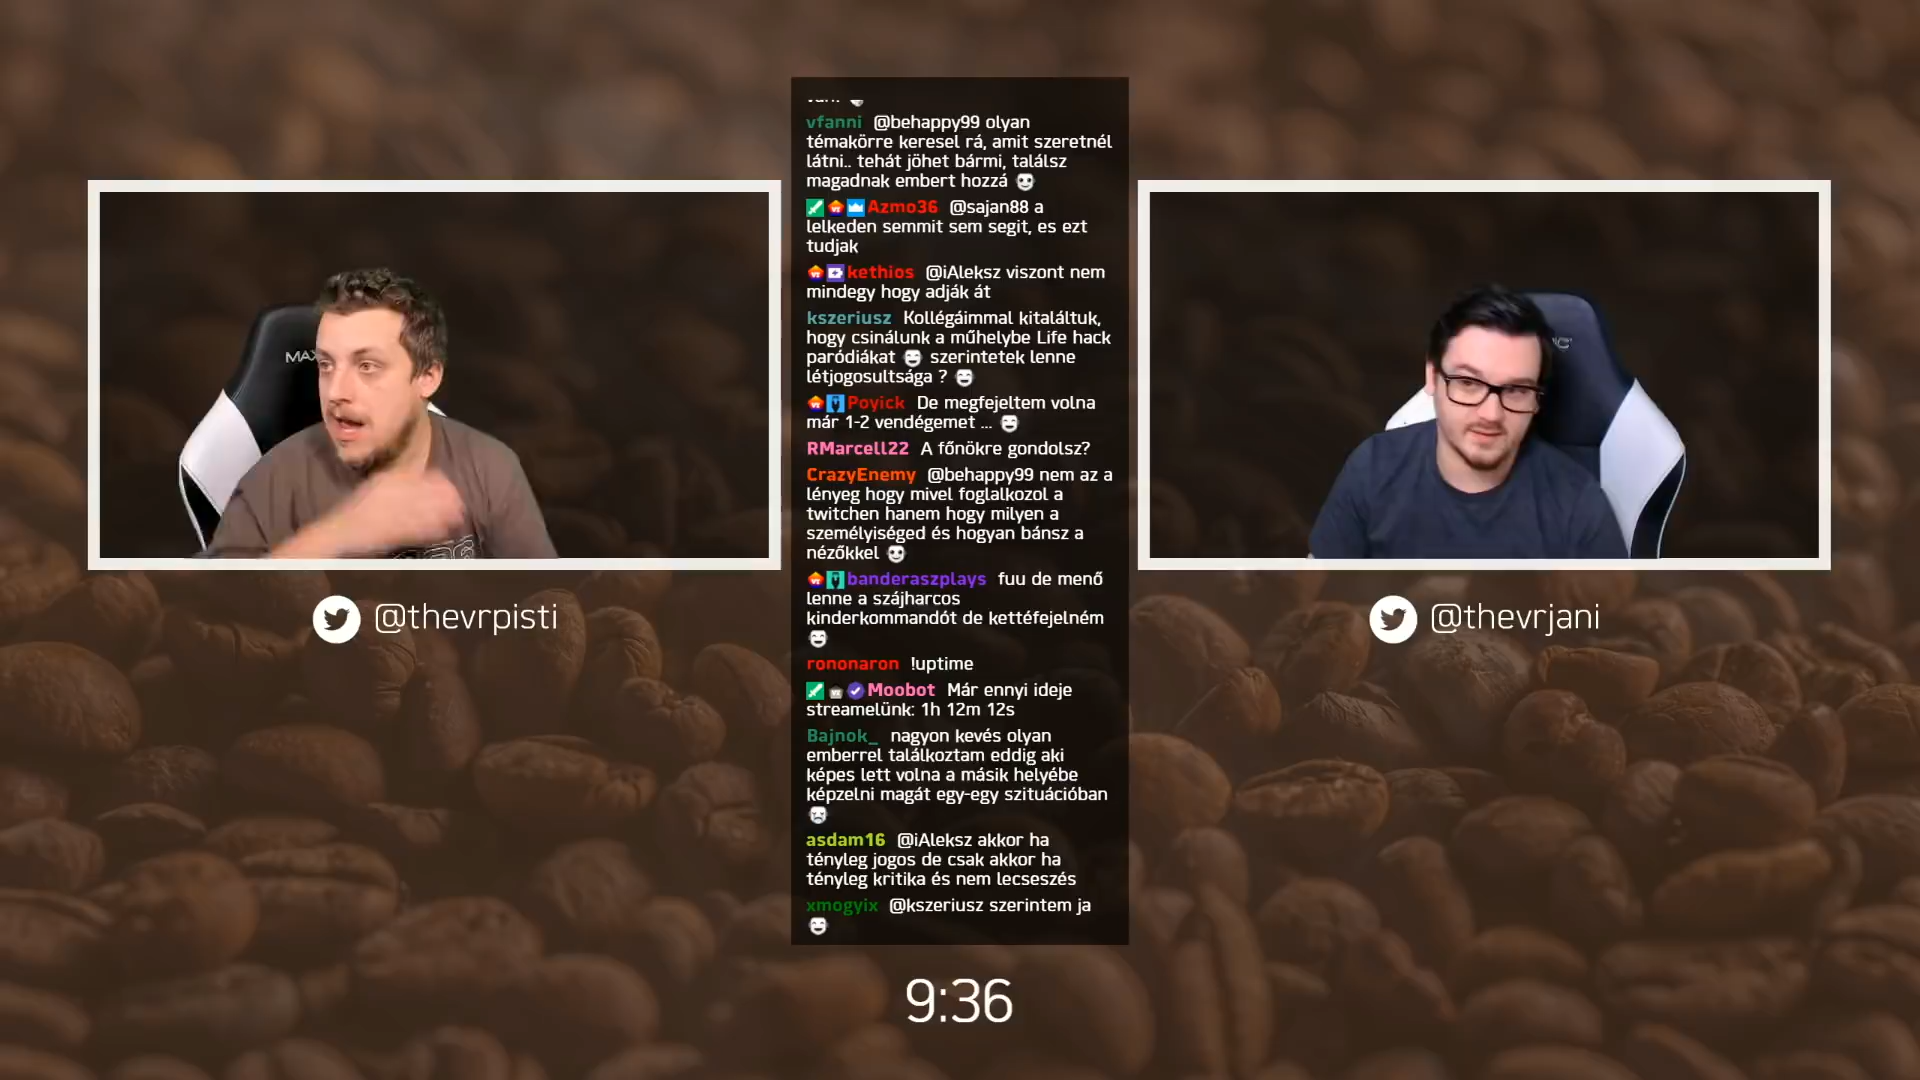 vfanni @behappy99 olyan
témakörre keresel rá, amit szeretnél
látni.. tehát jöhet bármi, találsz
magadnak embert hozzá
Azmo36 @sajan88 a
lelkeden semmit sem segit, es ezt
tudjak
kethios @iAleksz viszont nem
mindegy hogy adják át
kszeriusz Kollégáimmal kitaláltuk,
hogy csinálunk a műhelybe Life hack
paródiákat szerintetek lenne
létjogosultsága ?
Poyick De megfejeltem volna
már 1-2 vendégemet ...
RMarcell22 A főnökre gondolsz?
CrazyEnemy @behappy99 nem az a
lényeg hogy mivel foglalkozol a
twitchen hanem hogy milyen a
személyiséged és hogyan bánsz a
nézőkkel
banderaszplays fuu de menő
lenne a szájharcos
kinderkommandót de kettéfejelném
rononaron !uptime
Moobot Már ennyi ideje
streamelünk: 1h 12m 12s
Bajnok_ nagyon kevés olyan
emberrel találkoztam eddig aki
képes lett volna a másik helyébe
képzelni magát egy-egy szituációban
asdam16 @iAleksz akkor ha
tényleg jogos de csak akkor ha
tényleg kritika és nem lecseszés
xmogyix @kszeriusz szerintem ja
@thevrpisti
@thevrjani
9:36